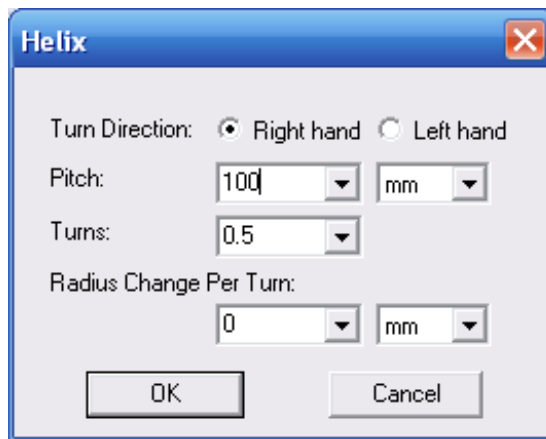 Helix
Turn Direction: Right hand Left hand
Pitch: 100 mm
Turns: 0.5
Radius Change Per Turn:
0 mm
OK Cancel